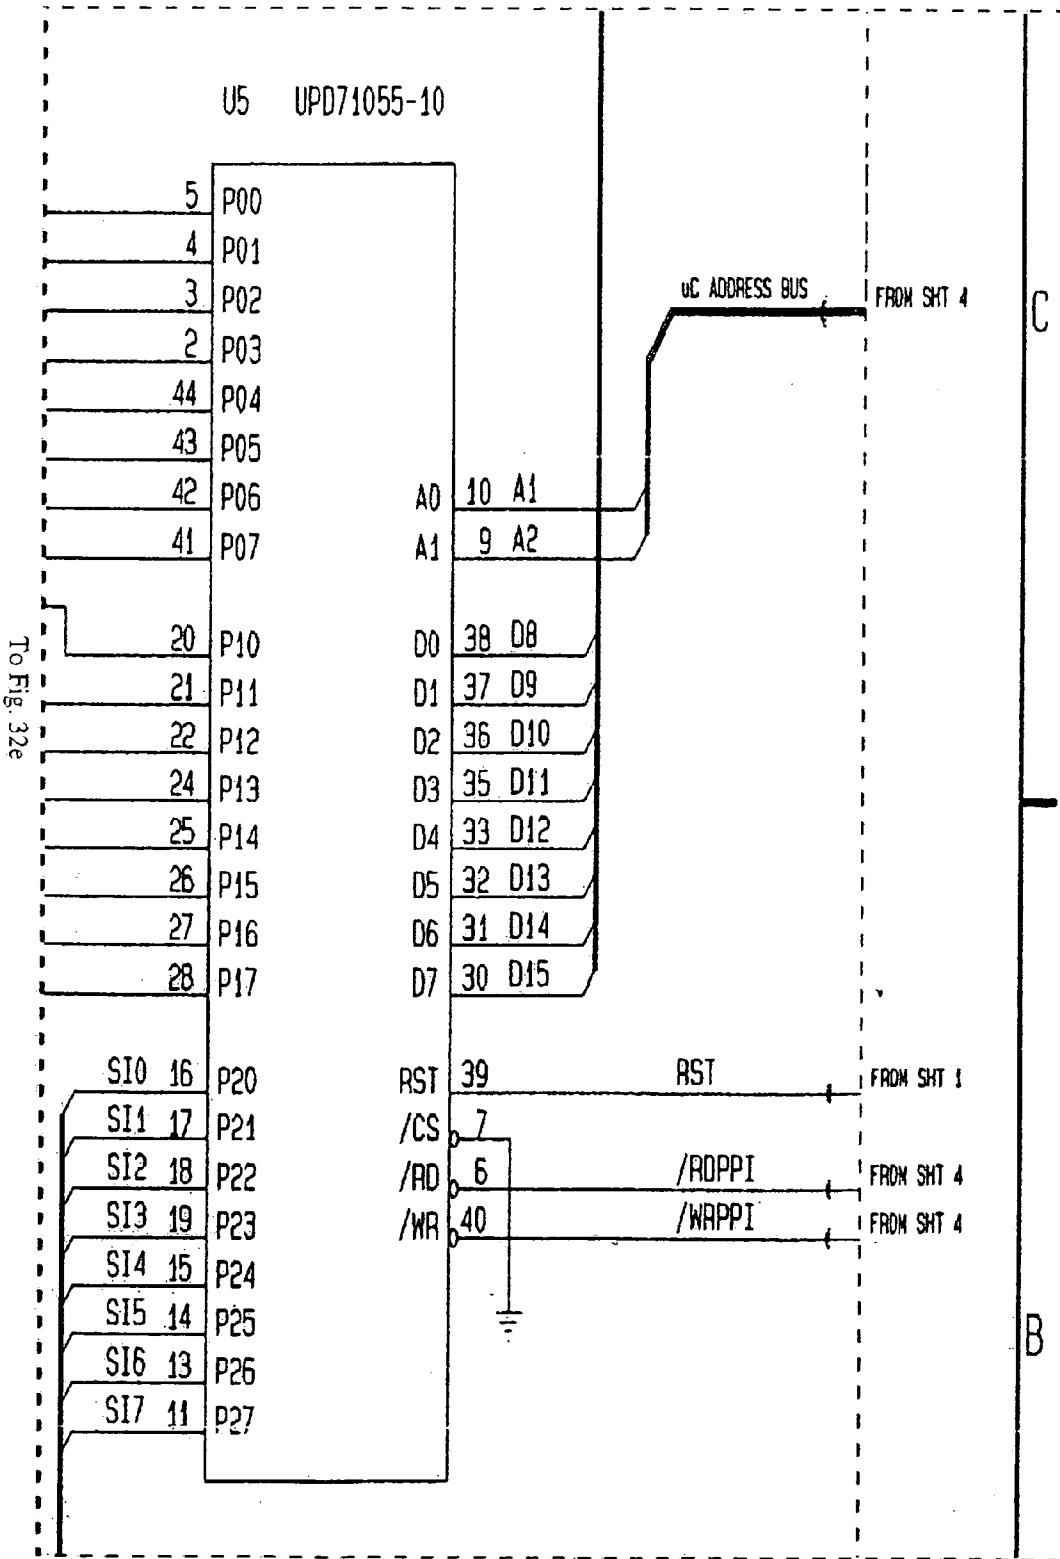 U5 UPD71055-10
5 P00
4 P01
3 P02
2 P03
44 P04
43 P05
42 P06
41 P07
20 P10
21 P11
22 P12
24 P13
25 P14
26 P15
27 P16
28 P17
SI0 16 P20
SI1 17 P21
SI2 18 P22
SI3 19 P23
SI4 15 P24
SI5 14 P25
SI6 13 P26
SI7 11 P27
A0 10 A1
A1 9 A2
D0 38 D8
D1 37 D9
D2 36 D10
D3 35 D11
D4 33 D12
D5 32 D13
D6 31 D14
D7 30 D15
RST 39 RST FROM SHT 1
/CS 7
/RD 6 /RDPPI FROM SHT 4
/WR 40 /WRPPI FROM SHT 4
uC ADDRESS BUS FROM SHT 4
C
B
To Fig. 32e